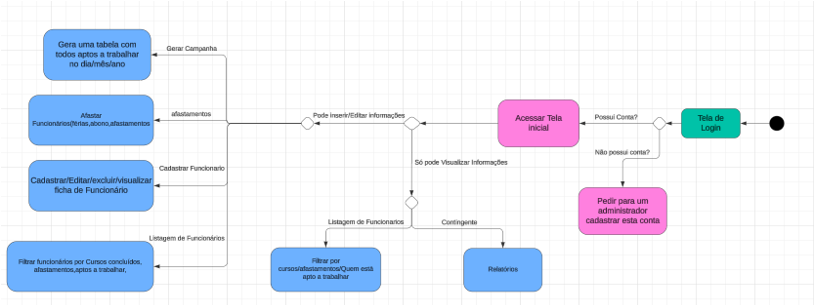 Gera uma tabela com
todos aptos a trabalhar
no dia/mês/ano
Gerar Campanha
Afastar
Funcionários(férias,abono,afastamentos
afastamentos
Cadastrar/Editar/excluir/visualizar
ficha de Funcionário
Cadastrar Funcionario
Filtrar funcionários por Cursos concluídos,
afastamentos,aptos a trabalhar,
Listagem de Funcionários
Pode inserir/Editar informações
Só pode Visualizar Informações
Listagem de Funcionarios
Contingente
Filtrar por
cursos/afastamentos/Quem está
apto a trabalhar
Relatórios
Acessar Tela
inicial
Possuí Conta?
Tela de
Login
Não possui conta?
Pedir para um
administrador
cadastrar esta conta